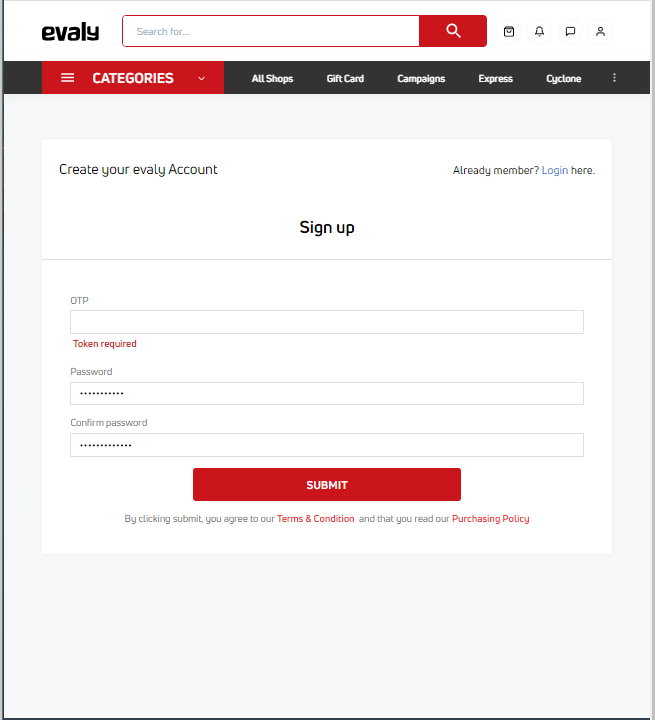 evaly
Search for...
CATEGORIES
All Shops
Gift Card
Campaigns
Express
Cyclone
Create your evaly Account
Already member? Login here.
Sign up
OTP
Token required
Password
Confirm password
SUBMIT
By clicking submit, you agree to our Terms & Condition and that you read our Purchasing Policy